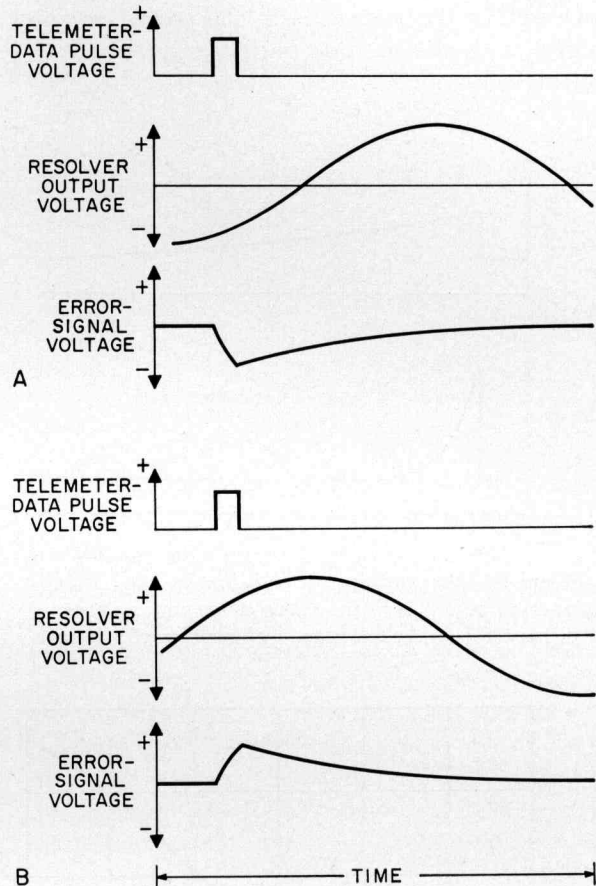 +
TELEMETER-
DATA PULSE
VOLTAGE
+
RESOLVER
OUTPUT
VOLTAGE
−
+
ERROR-
SIGNAL
VOLTAGE
−
A
+
TELEMETER-
DATA PULSE
VOLTAGE
+
RESOLVER
OUTPUT
VOLTAGE
−
+
ERROR-
SIGNAL
VOLTAGE
−
B
TIME